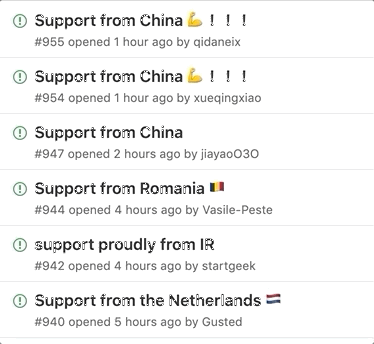 Support from China 💪！！！
#955 opened 1 hour ago by qidaneix
Support from China 💪！！！
#954 opened 1 hour ago by xueqingxiao
Support from China
#947 opened 2 hours ago by jiayaoO3O
Support from Romania 🇷🇴
#944 opened 4 hours ago by Vasile-Peste
support proudly from IR
#942 opened 4 hours ago by startgeek
Support from the Netherlands 🇳🇱
#940 opened 5 hours ago by Gusted